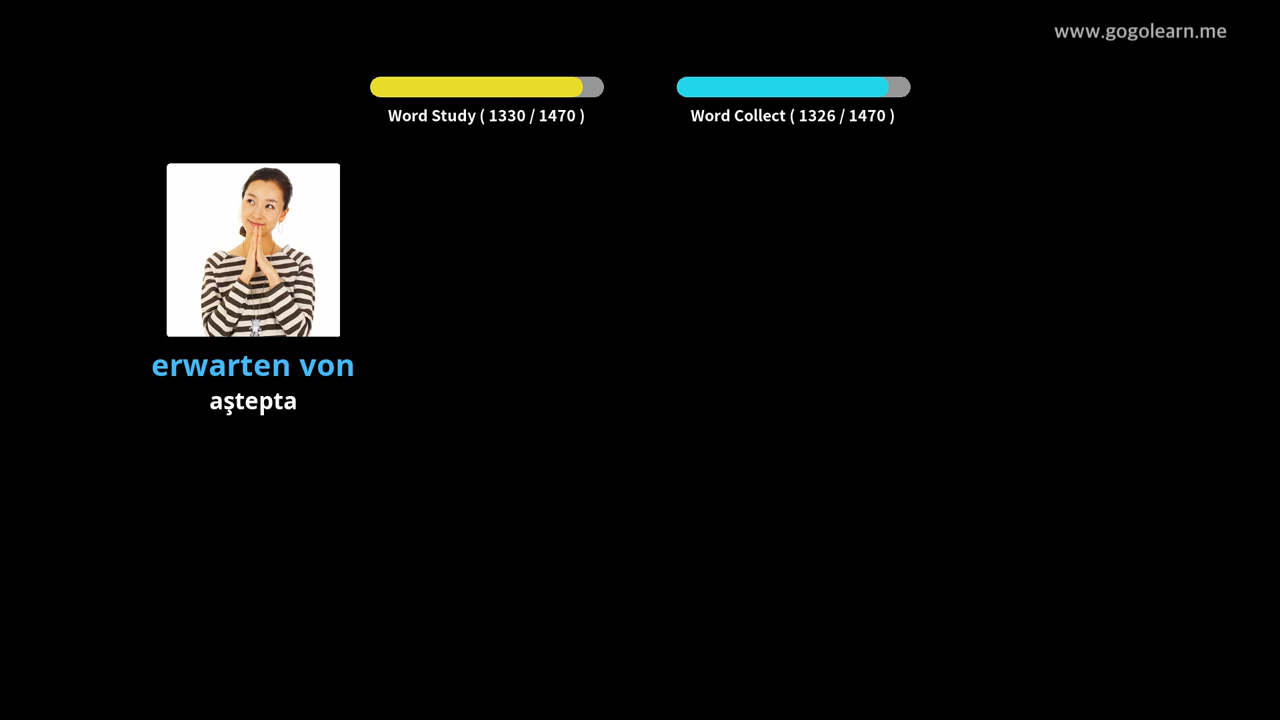 www.gogolearn.me
Word Study ( 1330 / 1470 )
Word Collect ( 1326 / 1470 )
erwarten von
aştepta